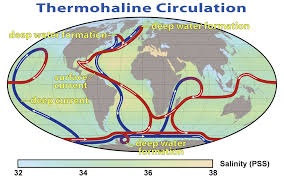 Thermohaline Circulation
deep water formation
deep water formation
surface
current
deep current
deep water
formation
Salinity (PSS)
32 34 36 38